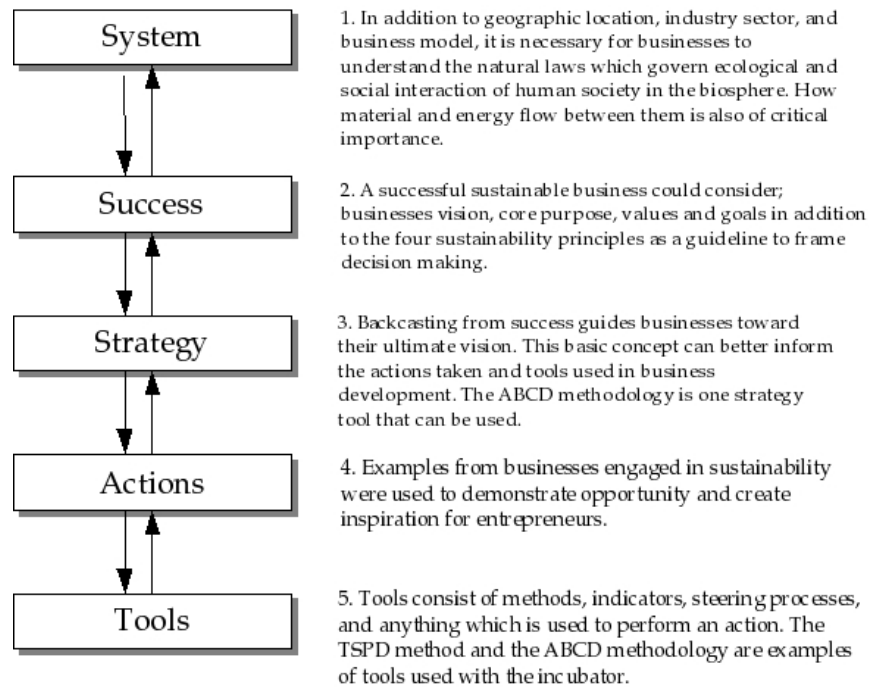 System
1. In addition to geographic location, industry sector, and
business model, it is necessary for businesses to
understand the natural laws which govern ecological and
social interaction of human society in the biosphere. How
material and energy flow between them is also of critical
importance.
Success
2. A successful sustainable business could consider;
businesses vision, core purpose, values and goals in addition
to the four sustainability principles as a guideline to frame
decision making.
Strategy
3. Backcasting from success guides businesses toward
their ultimate vision. This basic concept can better inform
the actions taken and tools used in business
development. The ABCD methodology is one strategy
tool that can be used.
Actions
4. Examples from businesses engaged in sustainability
were used to demonstrate opportunity and create
inspiration for entrepreneurs.
Tools
5. Tools consist of methods, indicators, steering processes,
and anything which is used to perform an action. The
TSPD method and the ABCD methodology are examples
of tools used with the incubator.